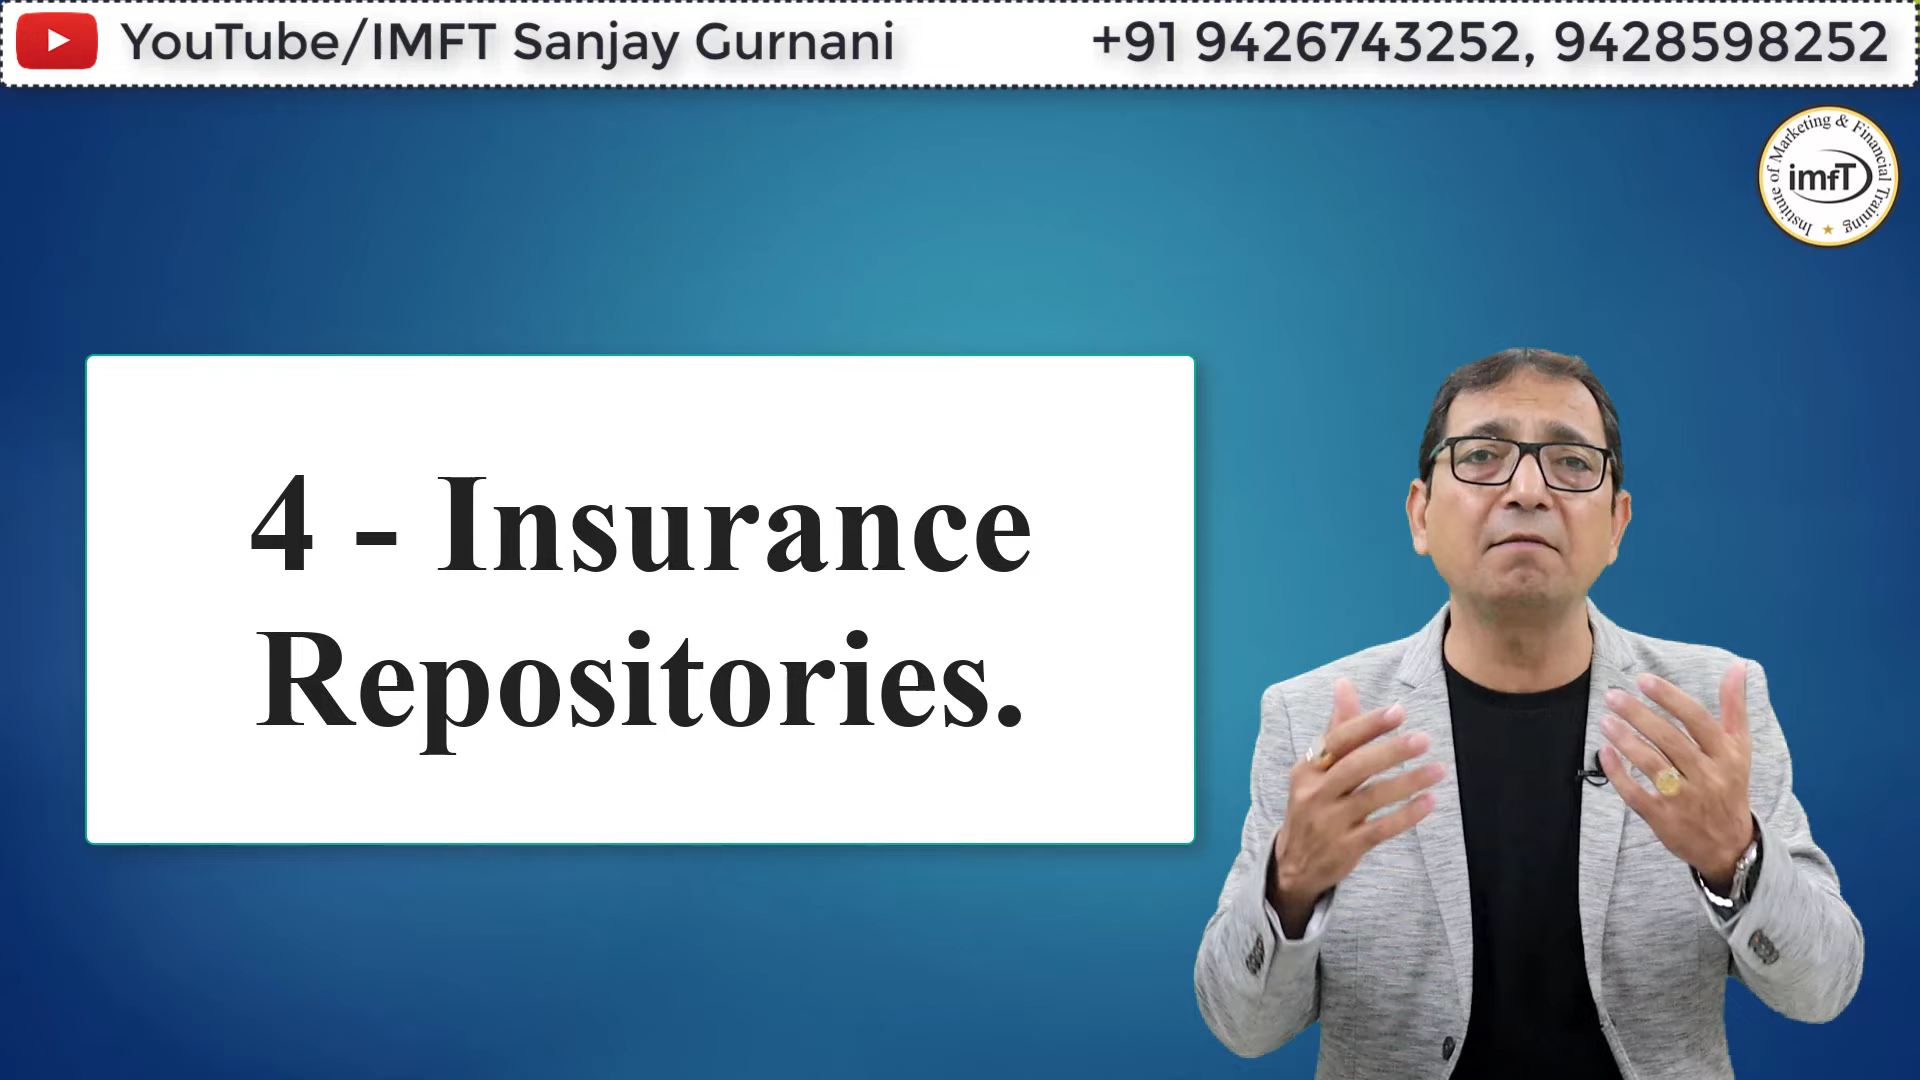 YouTube/IMFT Sanjay Gurnani
+91 9426743252, 9428598252
Institute of Marketing & Financial Training
imfT
4 - Insurance
Repositories.